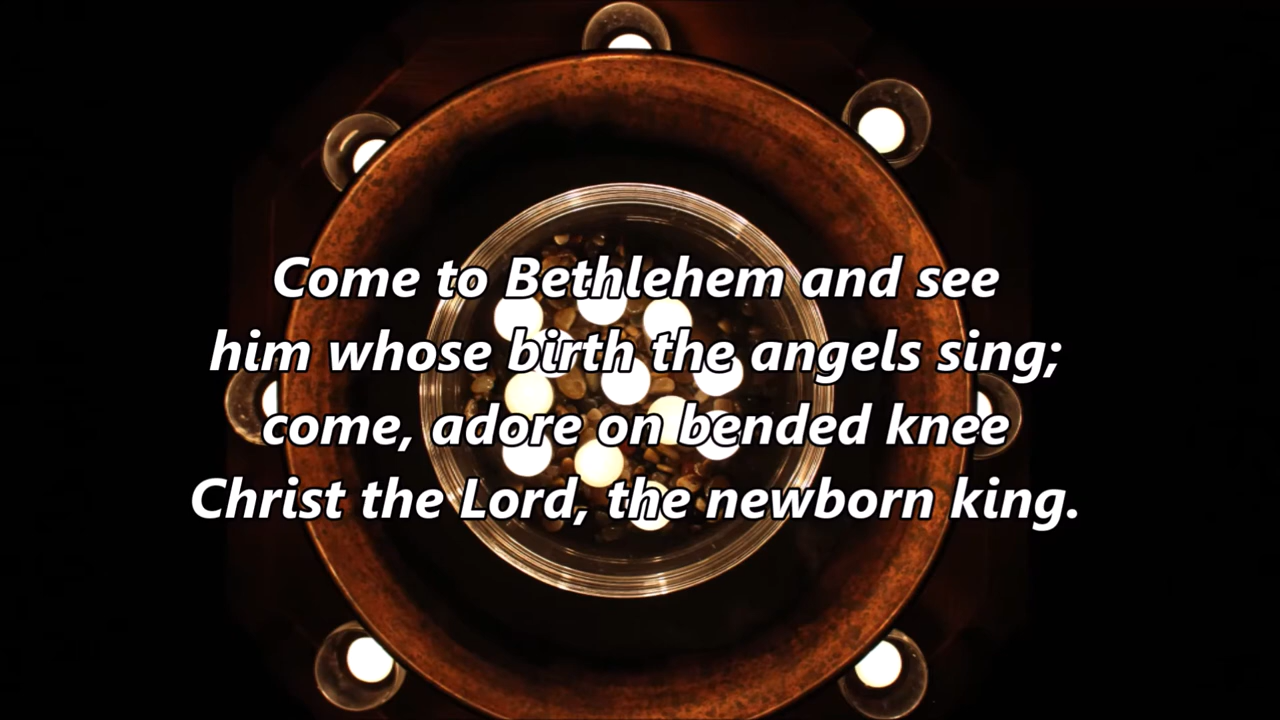 Come to Bethlehem and see
him whose birth the angels sing;
come, adore on bended knee
Christ the Lord, the newborn king.